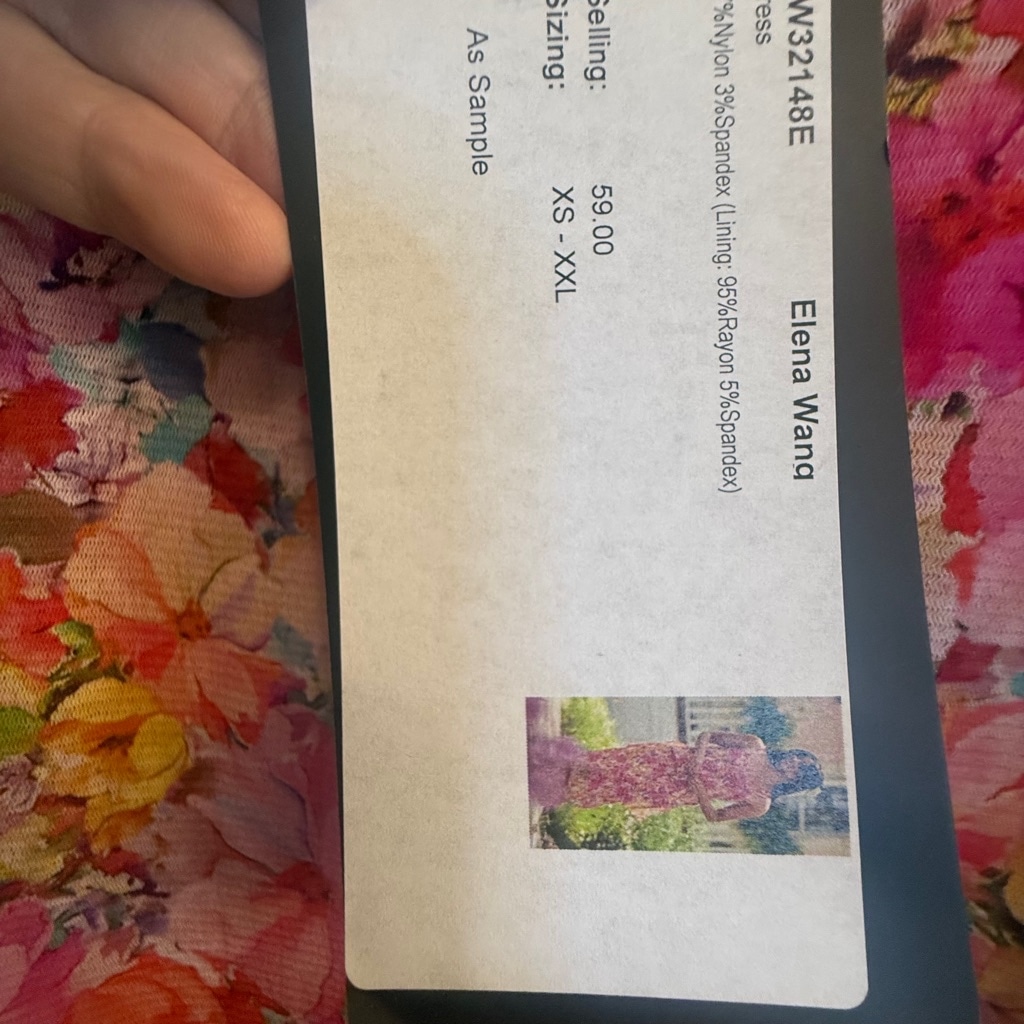 W32148E Elena Wang
ress
7%Nylon 3%Spandex (Lining: 95%Rayon 5%Spandex)
Selling: 59.00
Sizing: XS - XXL
As Sample